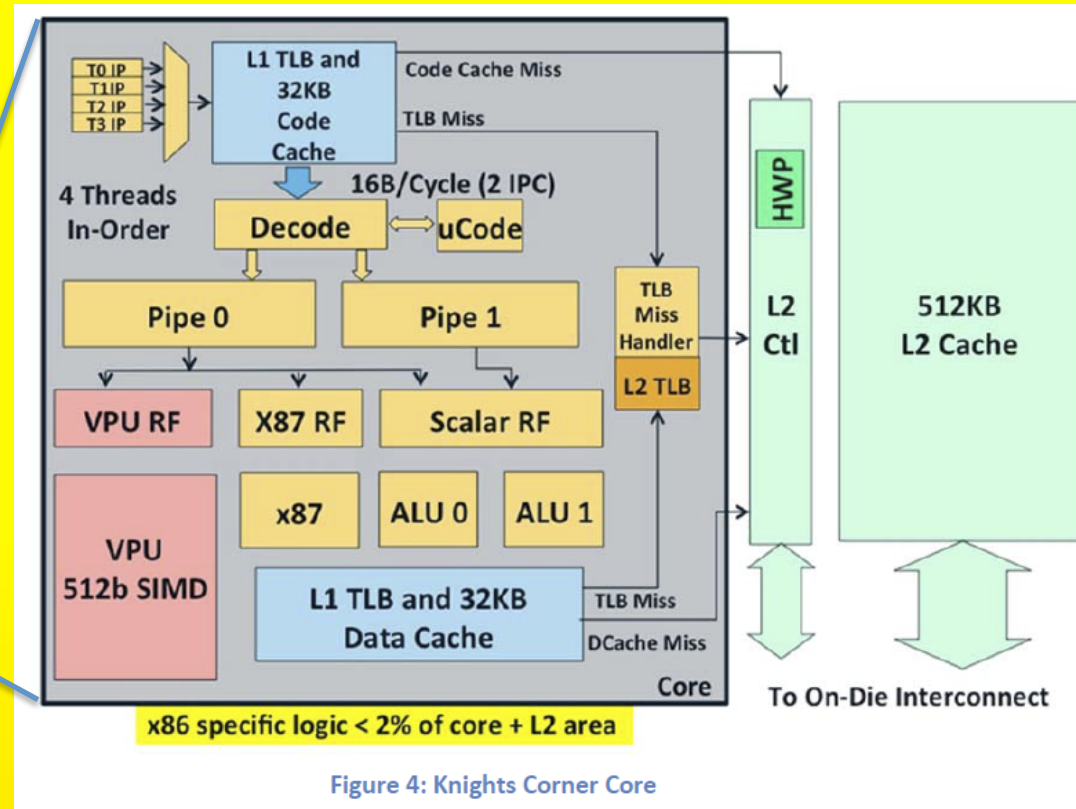 T0 IP
T1IP
T2 IP
T3 IP
L1 TLB and
32KB
Code
Cache
Code Cache Miss
TLB Miss
4 Threads
In-Order
16B/Cycle (2 IPC)
Decode
uCode
Pipe 0
Pipe 1
TLB
Miss
Handler
L2 TLB
HWP
L2
Ctl
512KB
L2 Cache
VPU RF
X87 RF
Scalar RF
VPU
512b SIMD
x87
ALU 0
ALU 1
L1 TLB and 32KB
Data Cache
TLB Miss
DCache Miss
Core
To On-Die Interconnect
x86 specific logic < 2% of core + L2 area
Figure 4: Knights Corner Core